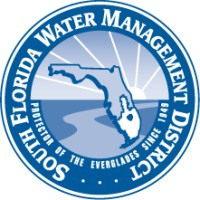 SOUTH FLORIDA WATER MANAGEMENT DISTRICT
PROTECTOR OF THE EVERGLADES SINCE 1949